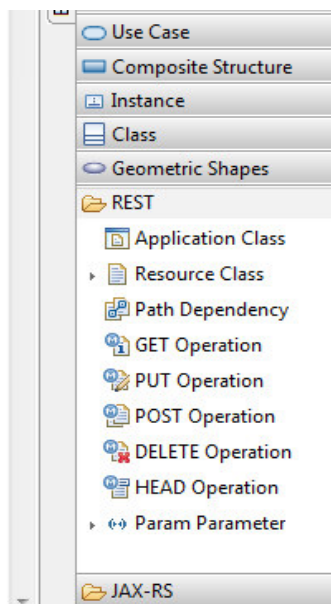 Use Case
Composite Structure
Instance
Class
Geometric Shapes
REST
Application Class
Resource Class
Path Dependency
GET Operation
PUT Operation
POST Operation
DELETE Operation
HEAD Operation
Param Parameter
JAX-RS